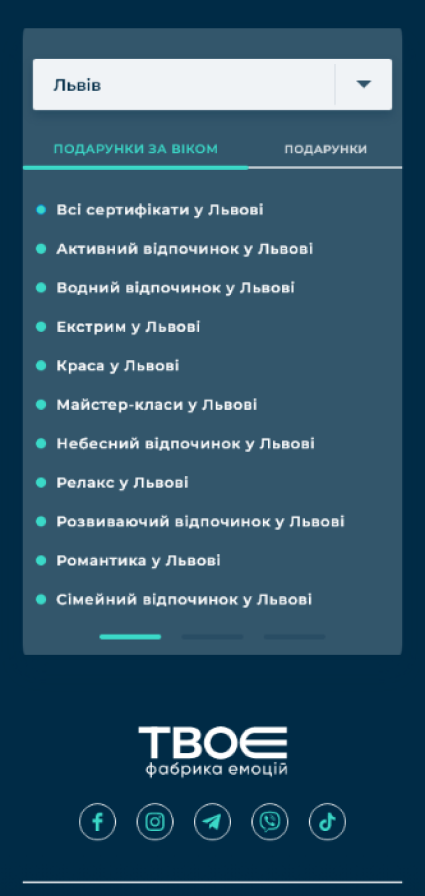 Львів
ПОДАРУНКИ ЗА ВІКОМ ПОДАРУНКИ
Всі сертифікати у Львові
Активний відпочинок у Львові
Водний відпочинок у Львові
Екстрим у Львові
Краса у Львові
Майстер-класи у Львові
Небесний відпочинок у Львові
Релакс у Львові
Розвиваючий відпочинок у Львові
Романтика у Львові
Сімейний відпочинок у Львові
ТВОЄ
фабрика емоцій